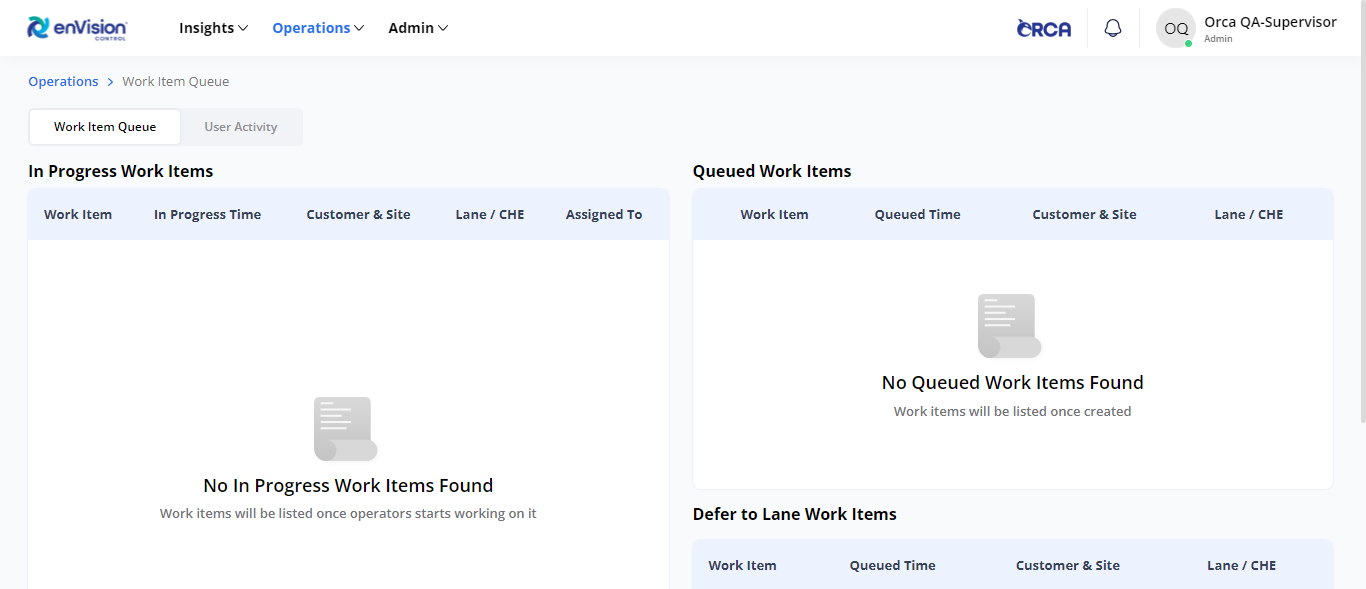 enVision
CONTROL
Insights
Operations
Admin
ORCA
OQ
Orca QA-Supervisor
Admin
Operations > Work Item Queue
Work Item Queue
User Activity
In Progress Work Items
Work Item In Progress Time Customer & Site Lane / CHE Assigned To
No In Progress Work Items Found
Work items will be listed once operators starts working on it
Queued Work Items
Work Item Queued Time Customer & Site Lane / CHE
No Queued Work Items Found
Work items will be listed once created
Defer to Lane Work Items
Work Item Queued Time Customer & Site Lane / CHE